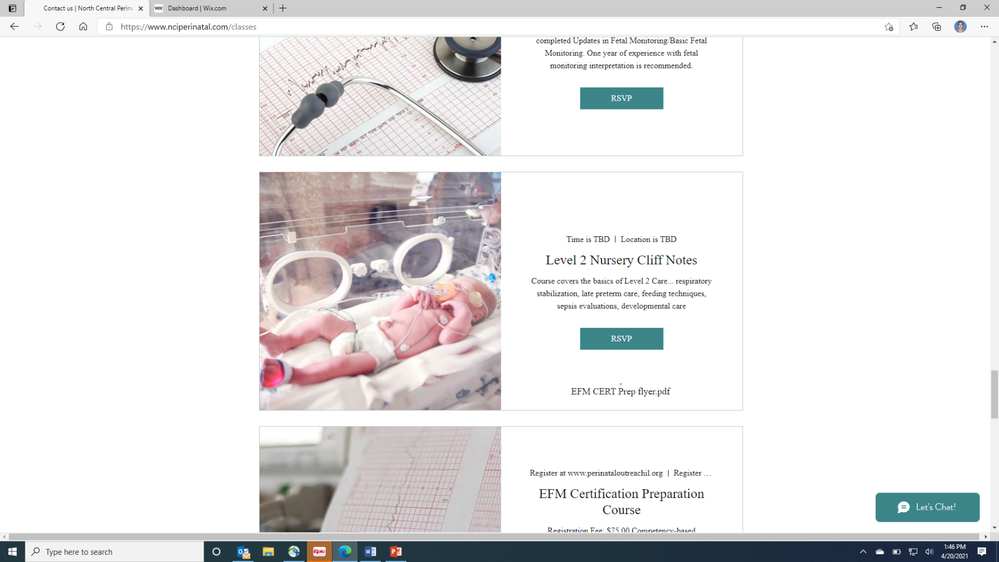 Contact us | North Central Perina
WIX Dashboard | Wix.com
https://www.nciperinatal.com/classes
completed Updates in Fetal Monitoring/Basic Fetal
Monitoring. One year of experience with fetal
monitoring interpretation is recommended.
RSVP
Time is TBD | Location is TBD
Level 2 Nursery Cliff Notes
Course covers the basics of Level 2 Care... respiratory
stabilization, late preterm care, feeding techniques,
sepsis evaluations, developmental care
RSVP
EFM CERT Prep flyer.pdf
Register at www.perinataloutreachil.org | Register ...
EFM Certification Preparation
Course
Registration Fee: $75.00 Competency-based
Let's Chat!
Type here to search
Epic
1:46 PM
4/20/2021